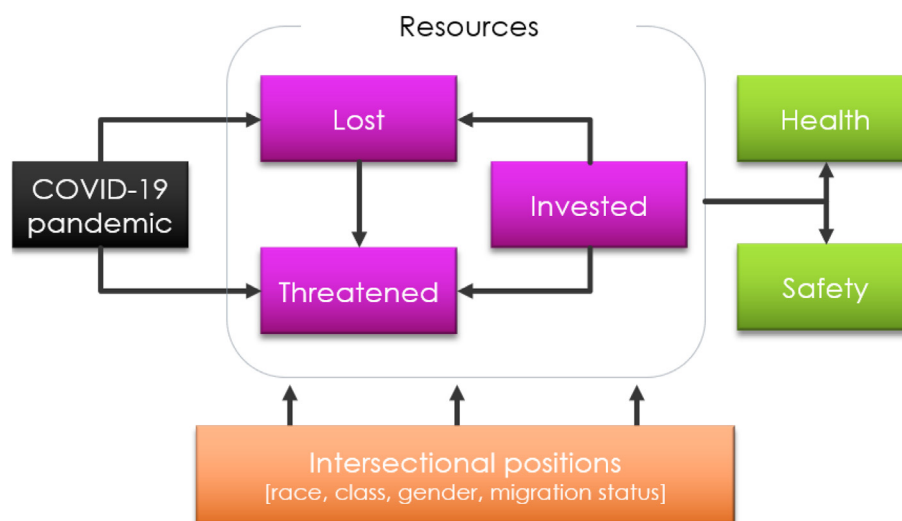 Resources
Lost
Health
COVID-19
pandemic
Invested
Threatened
Safety
Intersectional positions
[race, class, gender, migration status]